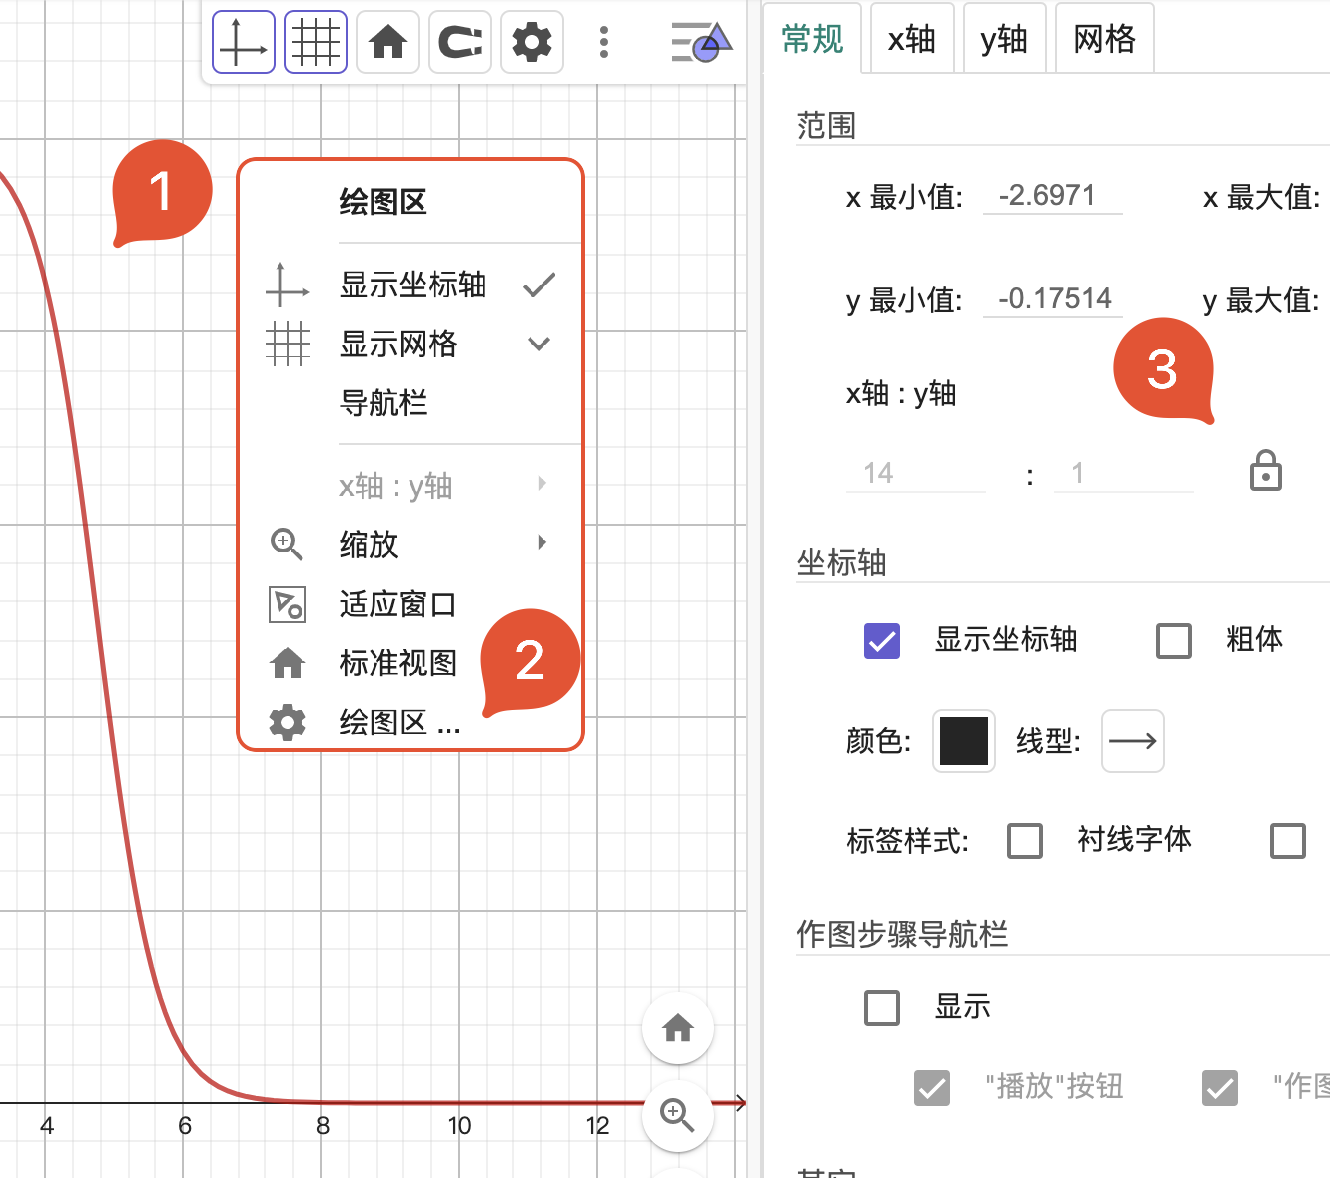 常规
x轴
y轴
网格
1
绘图区
显示坐标轴
显示网格
导航栏
x轴 : y轴
缩放
适应窗口
标准视图
绘图区 ...
2
4
6
8
10
12
范围
x 最小值: -2.6971 x 最大值:
y 最小值: -0.17514 y 最大值:
3
x轴 : y轴
14 : 1
坐标轴
显示坐标轴 粗体
颜色: 线型:
标签样式: 衬线字体
作图步骤导航栏
显示
"播放"按钮 "作图